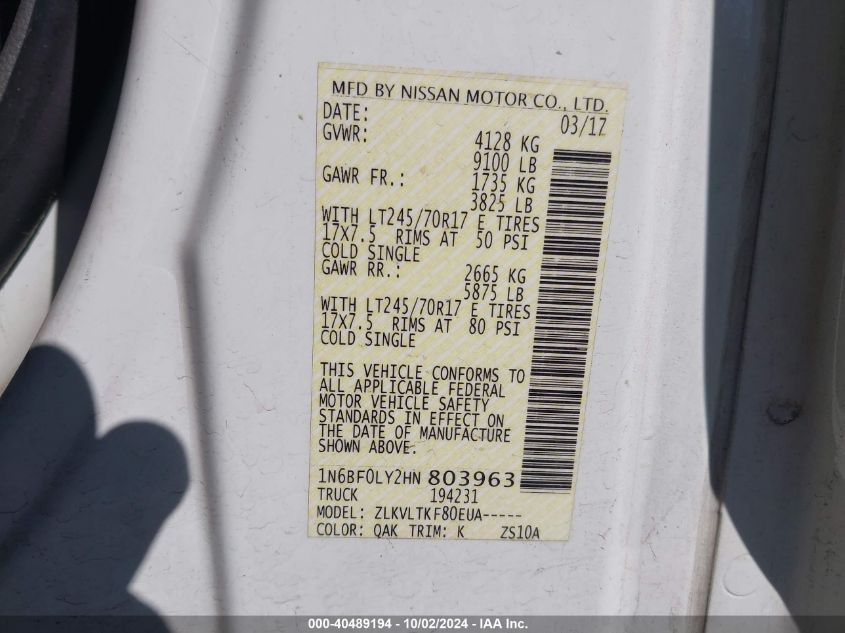 MFD BY NISSAN MOTOR CO., LTD.
DATE: 03/17
GVWR: 4128 KG
9100 LB
GAWR FR.: 1735 KG
3825 LB
WITH LT245/70R17 E TIRES
17X7.5 RIMS AT 50 PSI
COLD SINGLE
GAWR RR.: 2665 KG
5875 LB
WITH LT245/70R17 E TIRES
17X7.5 RIMS AT 80 PSI
COLD SINGLE
THIS VEHICLE CONFORMS TO
ALL APPLICABLE FEDERAL
MOTOR VEHICLE SAFETY
STANDARDS IN EFFECT ON
THE DATE OF MANUFACTURE
SHOWN ABOVE.
1N6BF0LY2HN 803963
TRUCK 194231
MODEL: ZLKVLTKF80EUA-----
COLOR: QAK TRIM: K ZS10A
000-40489194 - 10/02/2024 - IAA Inc.